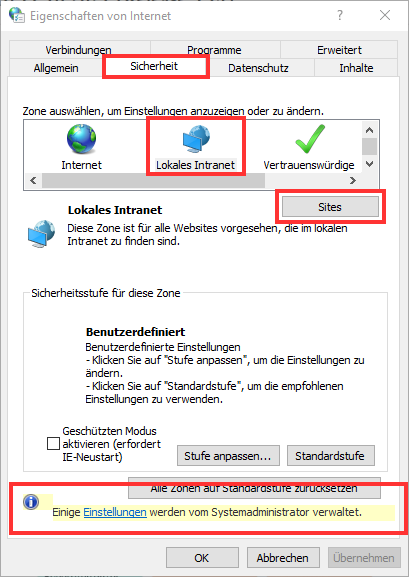 Eigenschaften von Internet
Verbindungen Programme Erweitert
Allgemein Sicherheit Datenschutz Inhalte
Zone auswählen, um Einstellungen anzuzeigen oder zu ändern.
Internet Lokales Intranet Vertrauenswürdige
Lokales Intranet
Sites
Diese Zone ist für alle Websites vorgesehen, die im lokalen
Intranet zu finden sind.
Sicherheitsstufe für diese Zone
Benutzerdefiniert
Benutzerdefinierte Einstellungen
- Klicken Sie auf "Stufe anpassen", um die Einstellungen zu
ändern.
- Klicken Sie auf "Standardstufe", um die empfohlenen
Einstellungen zu verwenden.
Geschützten Modus
aktivieren (erfordert
IE-Neustart)
Stufe anpassen... Standardstufe
Alle Zonen auf Standardstufe zurücksetzen
Einige Einstellungen werden vom Systemadministrator verwaltet.
OK Abbrechen Übernehmen